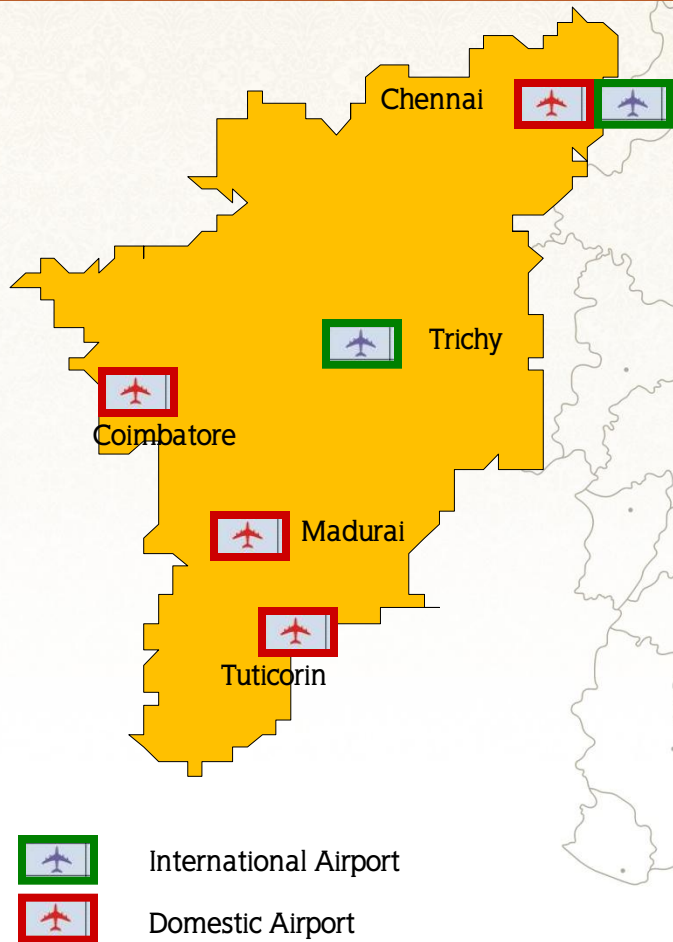 Chennai
Trichy
Coimbatore
Madurai
Tuticorin
International Airport
Domestic Airport